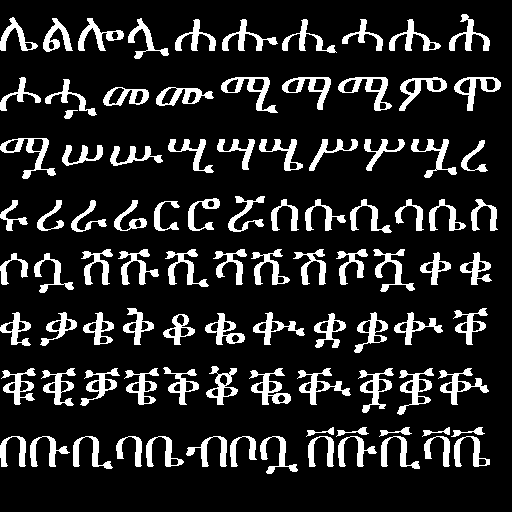 ሌልሎሏሐሑሒሓሔሕ
ሖሗመሙሚማሜምሞ
ሟሠሡሢሣሤሥሦሧረ
ሩሪራሬርሮሯሰሱሲሳሴስ
ሶሷሸሹሺሻሼሽሾሿቀቁ
ቂቃቄቅቆቈቊቋቌቍቐ
ቑቒቓቔቕቖቘቚቛቜቝ
በቡቢባቤብቦቧቨቩቪቫቬ